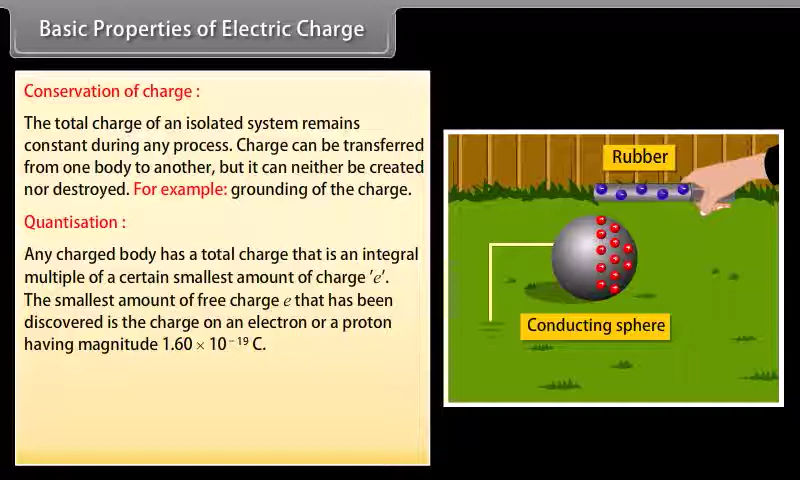 Basic Properties of Electric Charge
Conservation of charge :
The total charge of an isolated system remains
constant during any process. Charge can be transferred
from one body to another, but it can neither be created
nor destroyed. For example: grounding of the charge.
Quantisation :
Any charged body has a total charge that is an integral
multiple of a certain smallest amount of charge 'e'.
The smallest amount of free charge e that has been
discovered is the charge on an electron or a proton
having magnitude 1.60 × 10⁻¹⁹ C.
Rubber
Conducting sphere